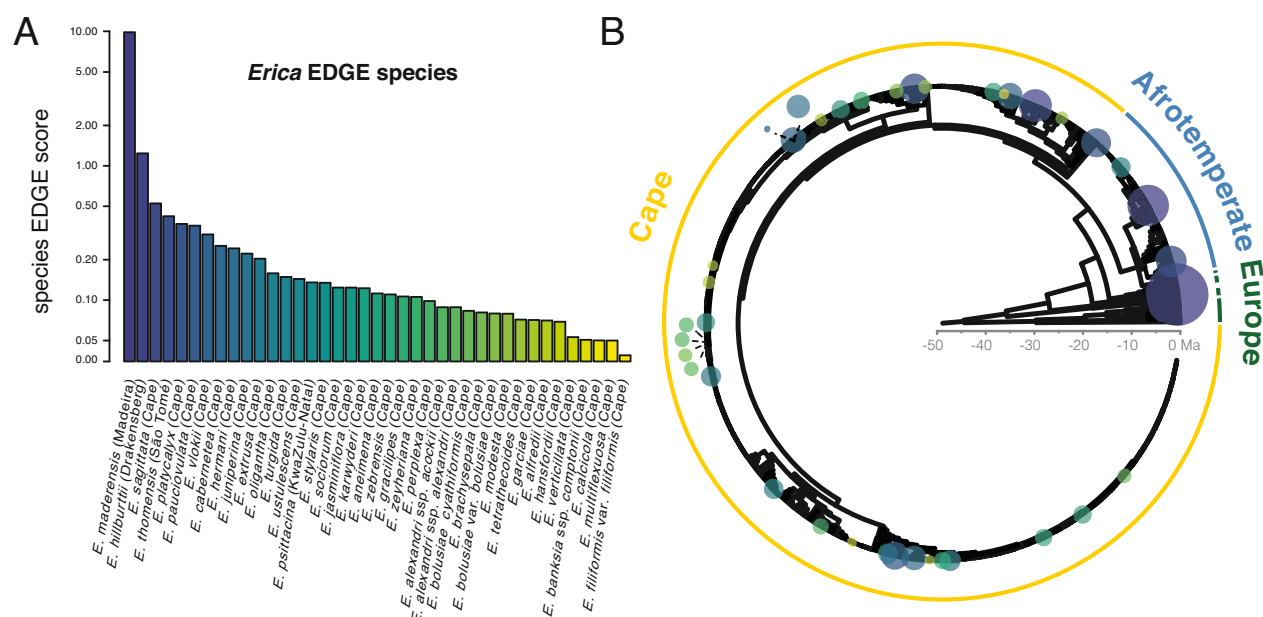 A
B
Erica EDGE species
species EDGE score
10.00
5.00
2.00
1.00
0.50
0.20
0.10
0.05
0.00
E. maderensis (Madeira)
E. hillburttii (Drakensberg)
E. sagittata (Cape)
E. thomensis (São Tomé)
E. platycalyx (Cape)
E. pauciovulata (Cape)
E. vlokii (Cape)
E. cabernetea (Cape)
E. hermani (Cape)
E. juniperina (Cape)
E. extrusa (Cape)
E. oligantha (Cape)
E. turgida (Cape)
E. ustulescens (Cape)
E. psittacina (KwaZulu-Natal)
E. stylaris (Cape)
E. sociorum (Cape)
E. jasminiflora (Cape)
E. karwyderi (Cape)
E. annimena (Cape)
E. zebrensis (Cape)
E. gracilipes (Cape)
E. zeyheriana (Cape)
E. perplexa (Cape)
E. alexandri ssp. acockii (Cape)
E. alexandri ssp. alexandri (Cape)
E. bolusiae cyathiformis (Cape)
E. brachysepala (Cape)
E. bolusiae var. bolusiae (Cape)
E. modesta (Cape)
E. tetrathecoides (Cape)
E. garciae (Cape)
E. alfredii (Cape)
E. hansfordii (Cape)
E. verticillata (Cape)
E. banksia ssp. comptonii (Cape)
E. calcicola (Cape)
E. multiflexuosa (Cape)
E. filiformis var. filiformis (Cape)
Cape
Afrotemperate
Europe
-50 -40 -30 -20 -10 0 Ma